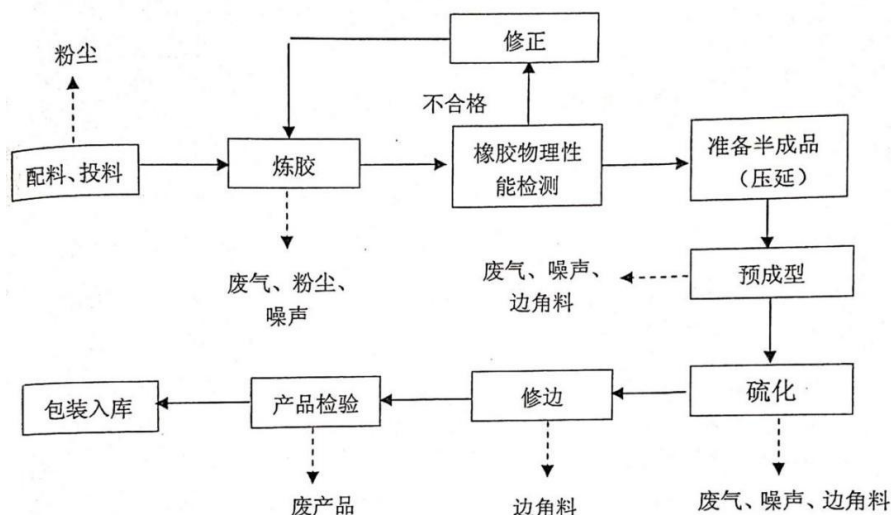 修正
粉尘
不合格
配料、投料
炼胶
橡胶物理性
能检测
准备半成品
（压延）
废气、粉尘、
噪声
废气、噪声、
边角料
预成型
包装入库
产品检验
修边
硫化
废产品
边角料
废气、噪声、边角料